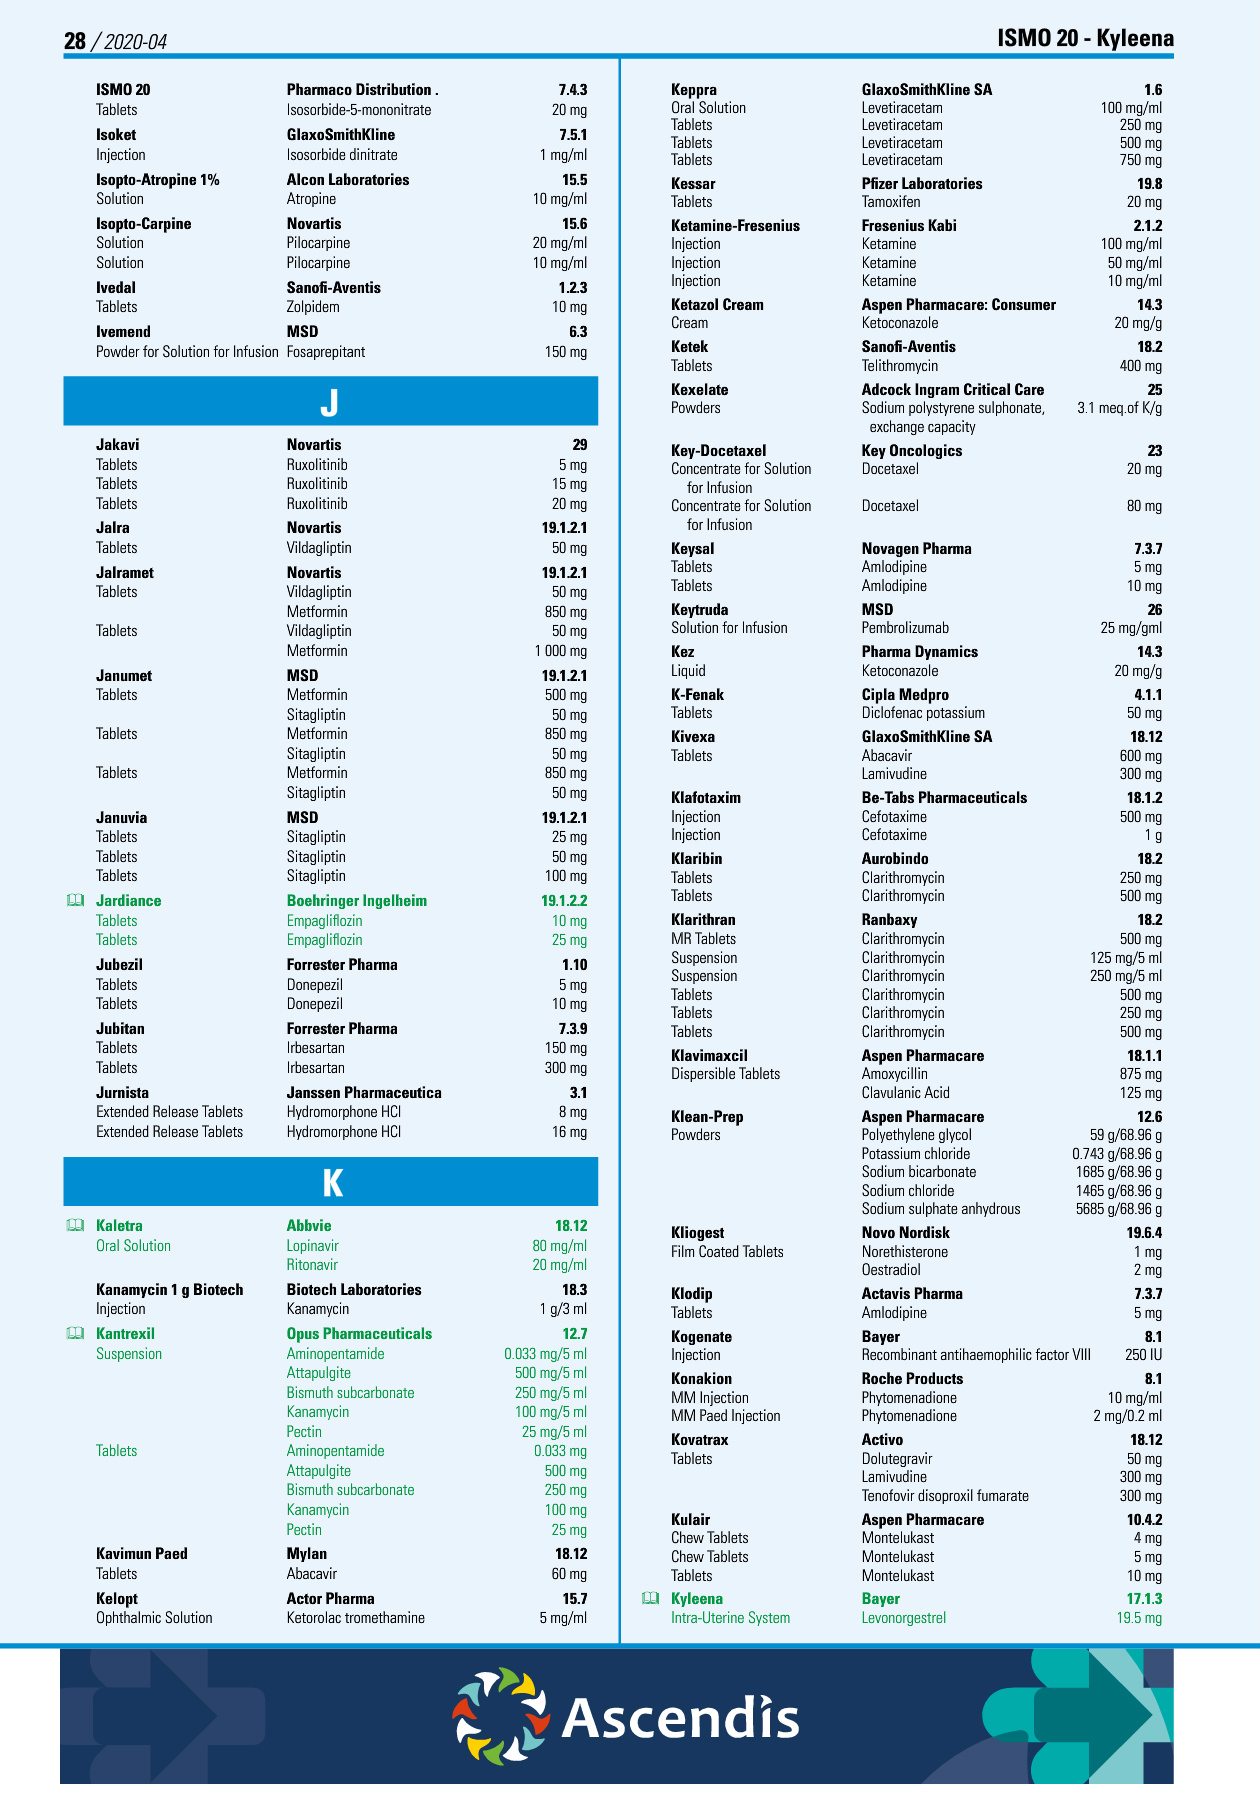 28 / 2020-04
ISMO 20 - Kyleena
ISMO 20 Pharmaco Distribution . 7.4.3
Tablets Isosorbide-5-mononitrate 20 mg
Isoket GlaxoSmithKline 7.5.1
Injection Isosorbide dinitrate 1 mg/ml
Isopto-Atropine 1% Alcon Laboratories 15.5
Solution Atropine 10 mg/ml
Isopto-Carpine Novartis 15.6
Solution Pilocarpine 20 mg/ml
Solution Pilocarpine 10 mg/ml
Ivedal Sanofi-Aventis 1.2.3
Tablets Zolpidem 10 mg
Ivemend MSD 6.3
Powder for Solution for Infusion Fosaprepitant 150 mg
J
Jakavi Novartis 29
Tablets Ruxolitinib 5 mg
Tablets Ruxolitinib 15 mg
Tablets Ruxolitinib 20 mg
Jalra Novartis 19.1.2.1
Tablets Vildagliptin 50 mg
Jalramet Novartis 19.1.2.1
Tablets Vildagliptin 50 mg
Metformin 850 mg
Tablets Vildagliptin 50 mg
Metformin 1 000 mg
Janumet MSD 19.1.2.1
Tablets Metformin 500 mg
Sitagliptin 50 mg
Tablets Metformin 850 mg
Sitagliptin 50 mg
Tablets Metformin 850 mg
Sitagliptin 50 mg
Januvia MSD 19.1.2.1
Tablets Sitagliptin 25 mg
Tablets Sitagliptin 50 mg
Tablets Sitagliptin 100 mg
Jardiance Boehringer Ingelheim 19.1.2.2
Tablets Empagliflozin 10 mg
Tablets Empagliflozin 25 mg
Jubezil Forrester Pharma 1.10
Tablets Donepezil 5 mg
Tablets Donepezil 10 mg
Jubitan Forrester Pharma 7.3.9
Tablets Irbesartan 150 mg
Tablets Irbesartan 300 mg
Jurnista Janssen Pharmaceutica 3.1
Extended Release Tablets Hydromorphone HCl 8 mg
Extended Release Tablets Hydromorphone HCl 16 mg
K
Kaletra Abbvie 18.12
Oral Solution Lopinavir 80 mg/ml
Ritonavir 20 mg/ml
Kanamycin 1 g Biotech Biotech Laboratories 18.3
Injection Kanamycin 1 g/3 ml
Kantrexil Opus Pharmaceuticals 12.7
Suspension Aminopentamide 0.033 mg/5 ml
Attapulgite 500 mg/5 ml
Bismuth subcarbonate 250 mg/5 ml
Kanamycin 100 mg/5 ml
Pectin 25 mg/5 ml
Tablets Aminopentamide 0.033 mg
Attapulgite 500 mg
Bismuth subcarbonate 250 mg
Kanamycin 100 mg
Pectin 25 mg
Kavimun Paed Mylan 18.12
Tablets Abacavir 60 mg
Kelopt Actor Pharma 15.7
Ophthalmic Solution Ketorolac tromethamine 5 mg/ml
Keppra GlaxoSmithKline SA 1.6
Oral Solution Levetiracetam 100 mg/ml
Tablets Levetiracetam 250 mg
Tablets Levetiracetam 500 mg
Tablets Levetiracetam 750 mg
Kessar Pfizer Laboratories 19.8
Tablets Tamoxifen 20 mg
Ketamine-Fresenius Fresenius Kabi 2.1.2
Injection Ketamine 100 mg/ml
Injection Ketamine 50 mg/ml
Injection Ketamine 10 mg/ml
Ketazol Cream Aspen Pharmacare: Consumer 14.3
Cream Ketoconazole 20 mg/g
Ketek Sanofi-Aventis 18.2
Tablets Telithromycin 400 mg
Kexelate Adcock Ingram Critical Care 25
Powders Sodium polystyrene sulphonate, 3.1 meq.of K/g
exchange capacity
Key-Docetaxel Key Oncologics 23
Concentrate for Solution Docetaxel 20 mg
for Infusion
Concentrate for Solution Docetaxel 80 mg
for Infusion
Keysal Novagen Pharma 7.3.7
Tablets Amlodipine 5 mg
Tablets Amlodipine 10 mg
Keytruda MSD 26
Solution for Infusion Pembrolizumab 25 mg/gml
Kez Pharma Dynamics 14.3
Liquid Ketoconazole 20 mg/g
K-Fenak Cipla Medpro 4.1.1
Tablets Diclofenac potassium 50 mg
Kivexa GlaxoSmithKline SA 18.12
Tablets Abacavir 600 mg
Lamivudine 300 mg
Klafotaxim Be-Tabs Pharmaceuticals 18.1.2
Injection Cefotaxime 500 mg
Injection Cefotaxime 1 g
Klaribin Aurobindo 18.2
Tablets Clarithromycin 250 mg
Tablets Clarithromycin 500 mg
Klarithran Ranbaxy 18.2
MR Tablets Clarithromycin 500 mg
Suspension Clarithromycin 125 mg/5 ml
Suspension Clarithromycin 250 mg/5 ml
Tablets Clarithromycin 500 mg
Tablets Clarithromycin 250 mg
Tablets Clarithromycin 500 mg
Klavimaxcil Aspen Pharmacare 18.1.1
Dispersible Tablets Amoxycillin 875 mg
Clavulanic Acid 125 mg
Klean-Prep Aspen Pharmacare 12.6
Powders Polyethylene glycol 59 g/68.96 g
Potassium chloride 0.743 g/68.96 g
Sodium bicarbonate 1685 g/68.96 g
Sodium chloride 1465 g/68.96 g
Sodium sulphate anhydrous 5685 g/68.96 g
Kliogest Novo Nordisk 19.6.4
Film Coated Tablets Norethisterone 1 mg
Oestradiol 2 mg
Klodip Actavis Pharma 7.3.7
Tablets Amlodipine 5 mg
Kogenate Bayer 8.1
Injection Recombinant antihaemophilic factor VIII 250 IU
Konakion Roche Products 8.1
MM Injection Phytomenadione 10 mg/ml
MM Paed Injection Phytomenadione 2 mg/0.2 ml
Kovatrax Activo 18.12
Tablets Dolutegravir 50 mg
Lamivudine 300 mg
Tenofovir disoproxil fumarate 300 mg
Kulair Aspen Pharmacare 10.4.2
Chew Tablets Montelukast 4 mg
Chew Tablets Montelukast 5 mg
Tablets Montelukast 10 mg
Kyleena Bayer 17.1.3
Intra-Uterine System Levonorgestrel 19.5 mg
Ascendis